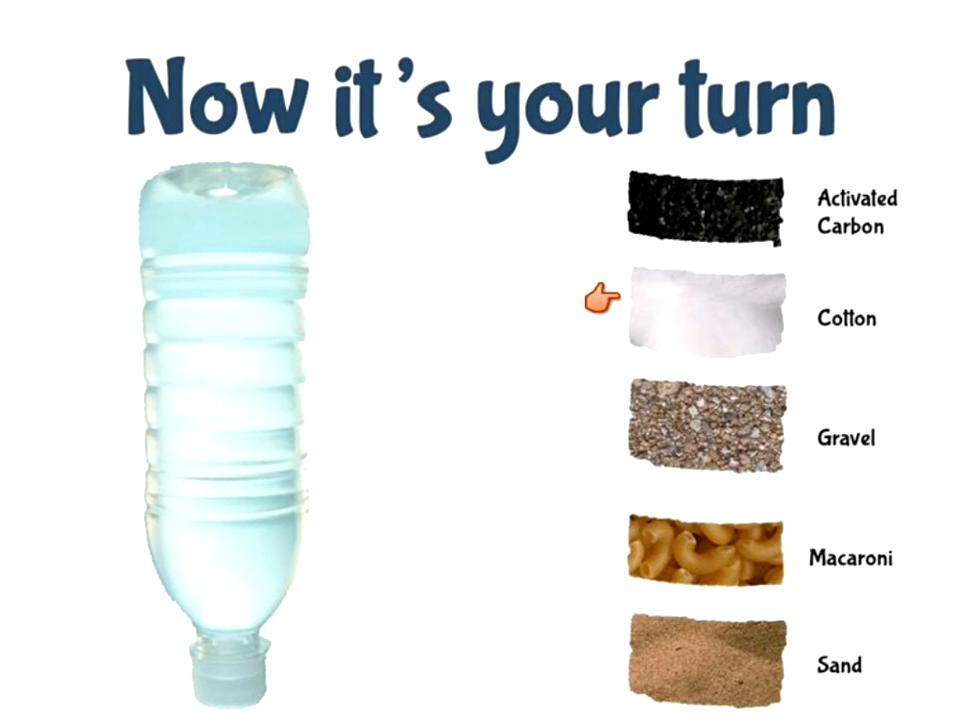 Now it's your turn
Activated
Carbon
Cotton
Gravel
Macaroni
Sand